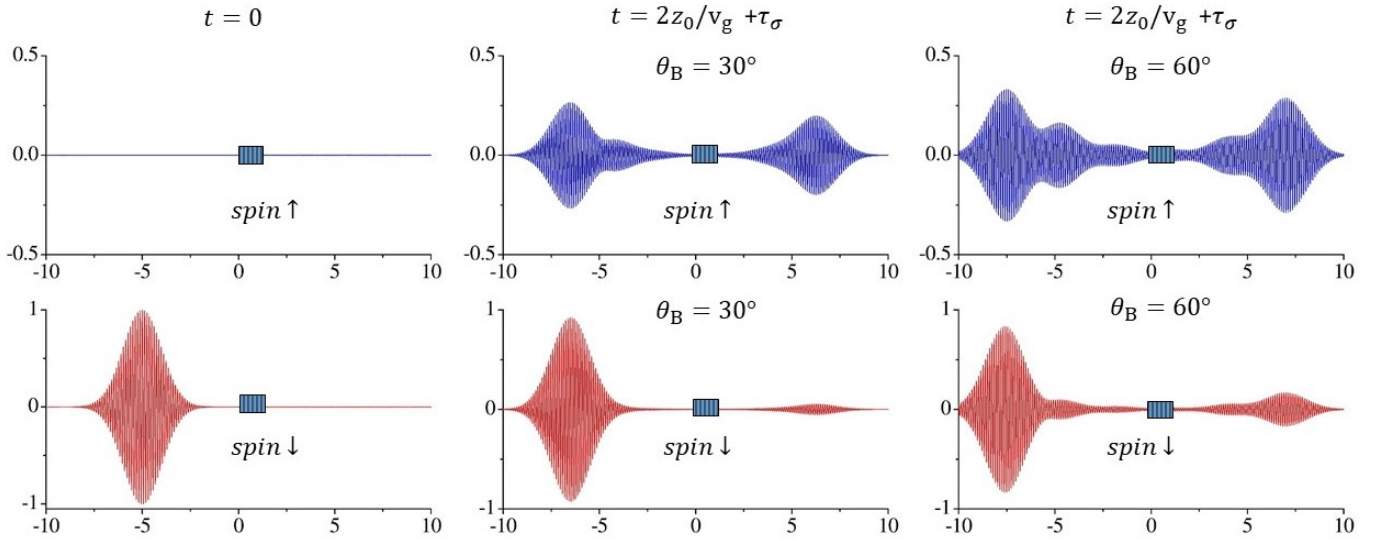 t = 0
t = 2z₀/v_g +τ_σ
t = 2z₀/v_g +τ_σ
0.5
0.0
-0.5
spin ↑
-10 -5 0 5 10
0.5
0.0
-0.5
θ_B = 30°
spin ↑
-10 -5 0 5 10
0.5
0.0
-0.5
θ_B = 60°
spin ↑
-10 -5 0 5 10
1
0
-1
spin ↓
-10 -5 0 5 10
1
0
-1
θ_B = 30°
spin ↓
-10 -5 0 5 10
1
0
-1
θ_B = 60°
spin ↓
-10 -5 0 5 10